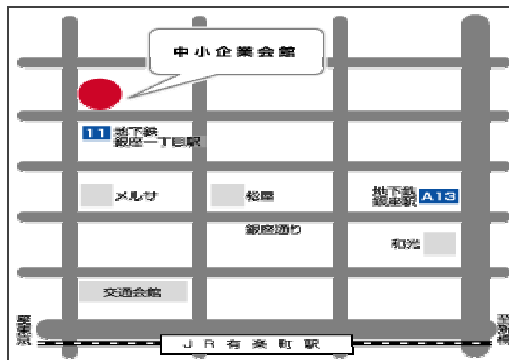 中小企業会館
11 地下鉄
銀座一丁目駅
メルサ
松屋
地下鉄
銀座駅 A13
銀座通り
和光
交通会館
JR有楽町駅